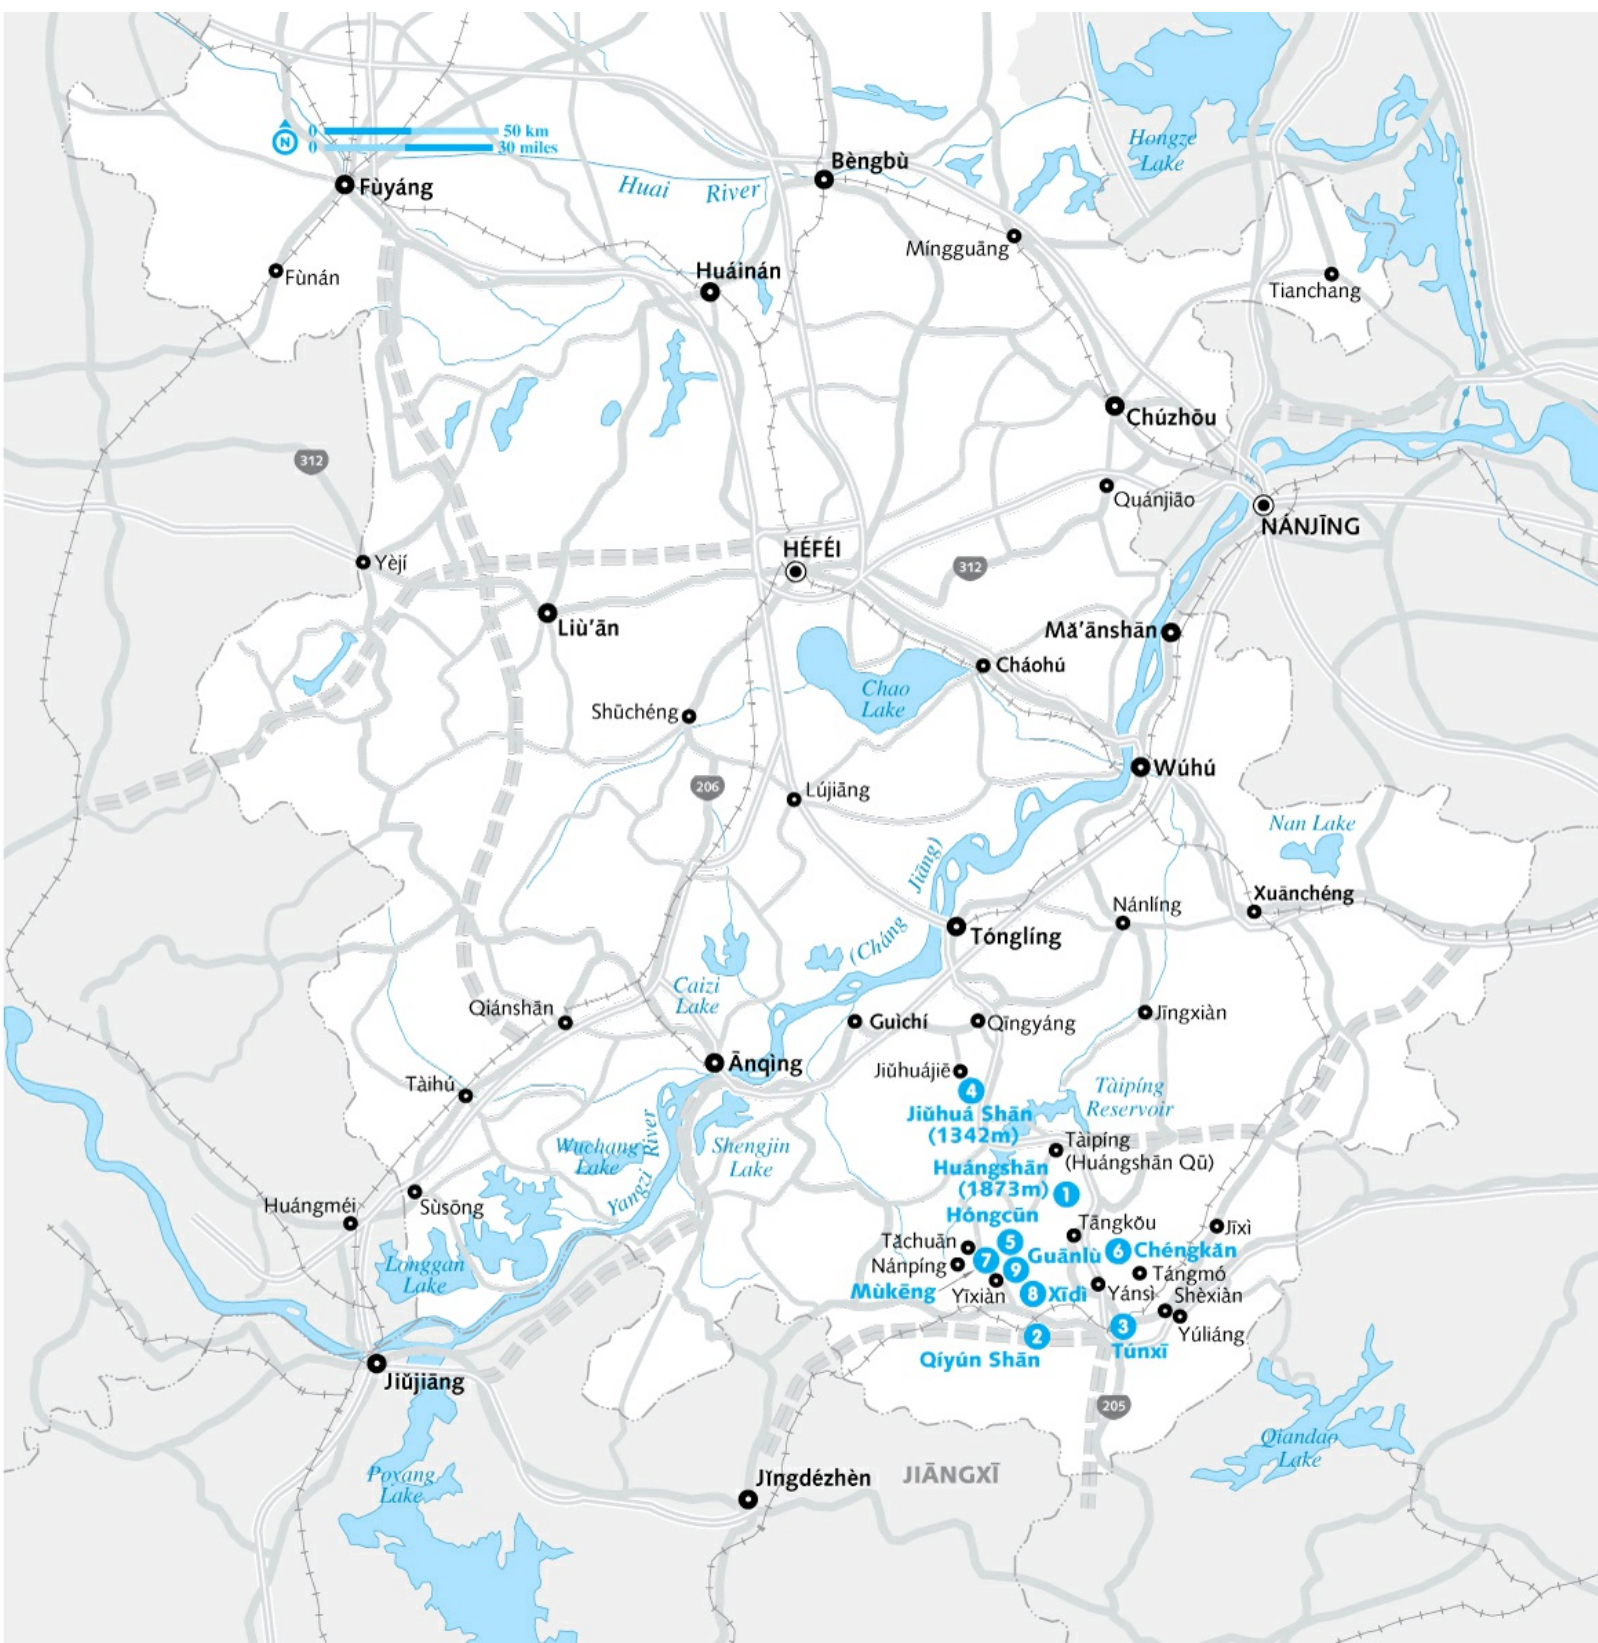 0 50 km
0 30 miles
N
Hongze
Lake
Bèngbù
Fùyáng
Huai River
Míngguāng
Huáinán
Fùnán
Tianchang
Chúzhōu
312
Quánjiāo
NÁNJĪNG
HÉFÉI
Yèjí
312
Liù'ān
Mǎ'ānshān
Cháohú
Chao
Lake
Shūchéng
Wúhú
206
Lújiāng
Nan Lake
Jiāng)
(Cháng
Xuānchéng
Nánlíng
Tónglíng
Caizi
Lake
Qiánshān
Guìchí
Qīngyáng
Jīngxiàn
Ānqìng
Jiǔhuájiē
Tàihú
4
Jiǔhuá Shān
(1342m)
Tàipíng
Reservoir
Wuchang
Lake
Yangzi River
Shengjin
Lake
Tàipíng
(Huángshān Qū)
Huángshān
(1873m)
1
Huángméi
Sùsōng
Hóngcūn
5
Tāngkǒu
Jīxì
Tǎchuān
6
Chéngkǎn
Nánpíng
7
9
Guānlù
Longgan
Lake
Tángmó
Mùkēng
Yīxiàn
8
Xīdì
Yánsì
Shèxiàn
Yúliáng
2
Qíyún Shān
3
Túnxī
Jiǔjiāng
205
Qiandao
Lake
Poyang
Lake
Jǐngdézhèn
JIĀNGXĪ